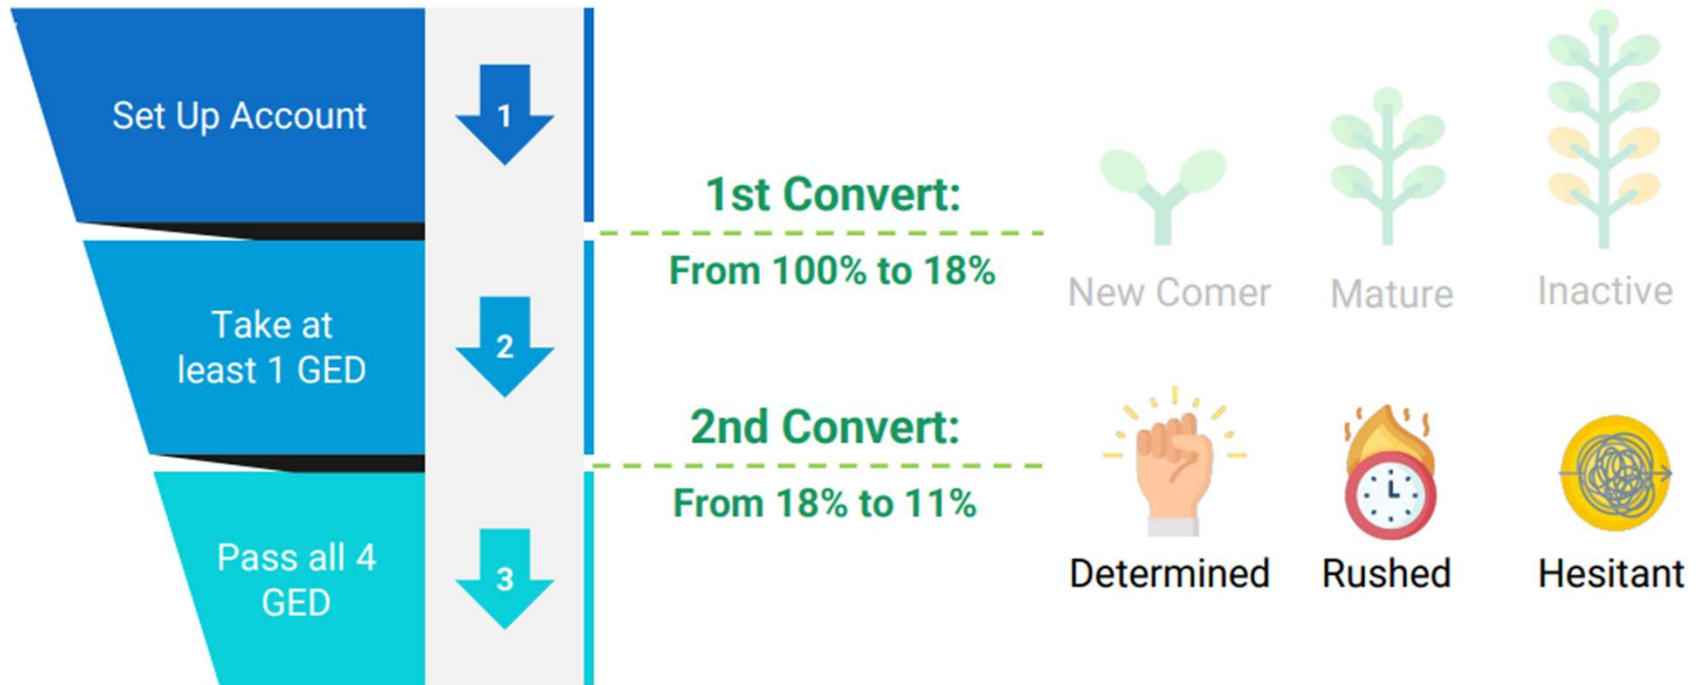 Set Up Account
1
1st Convert:
From 100% to 18%
New Comer
Mature
Inactive
Take at
least 1 GED
2
2nd Convert:
From 18% to 11%
Determined
Rushed
Hesitant
Pass all 4
GED
3